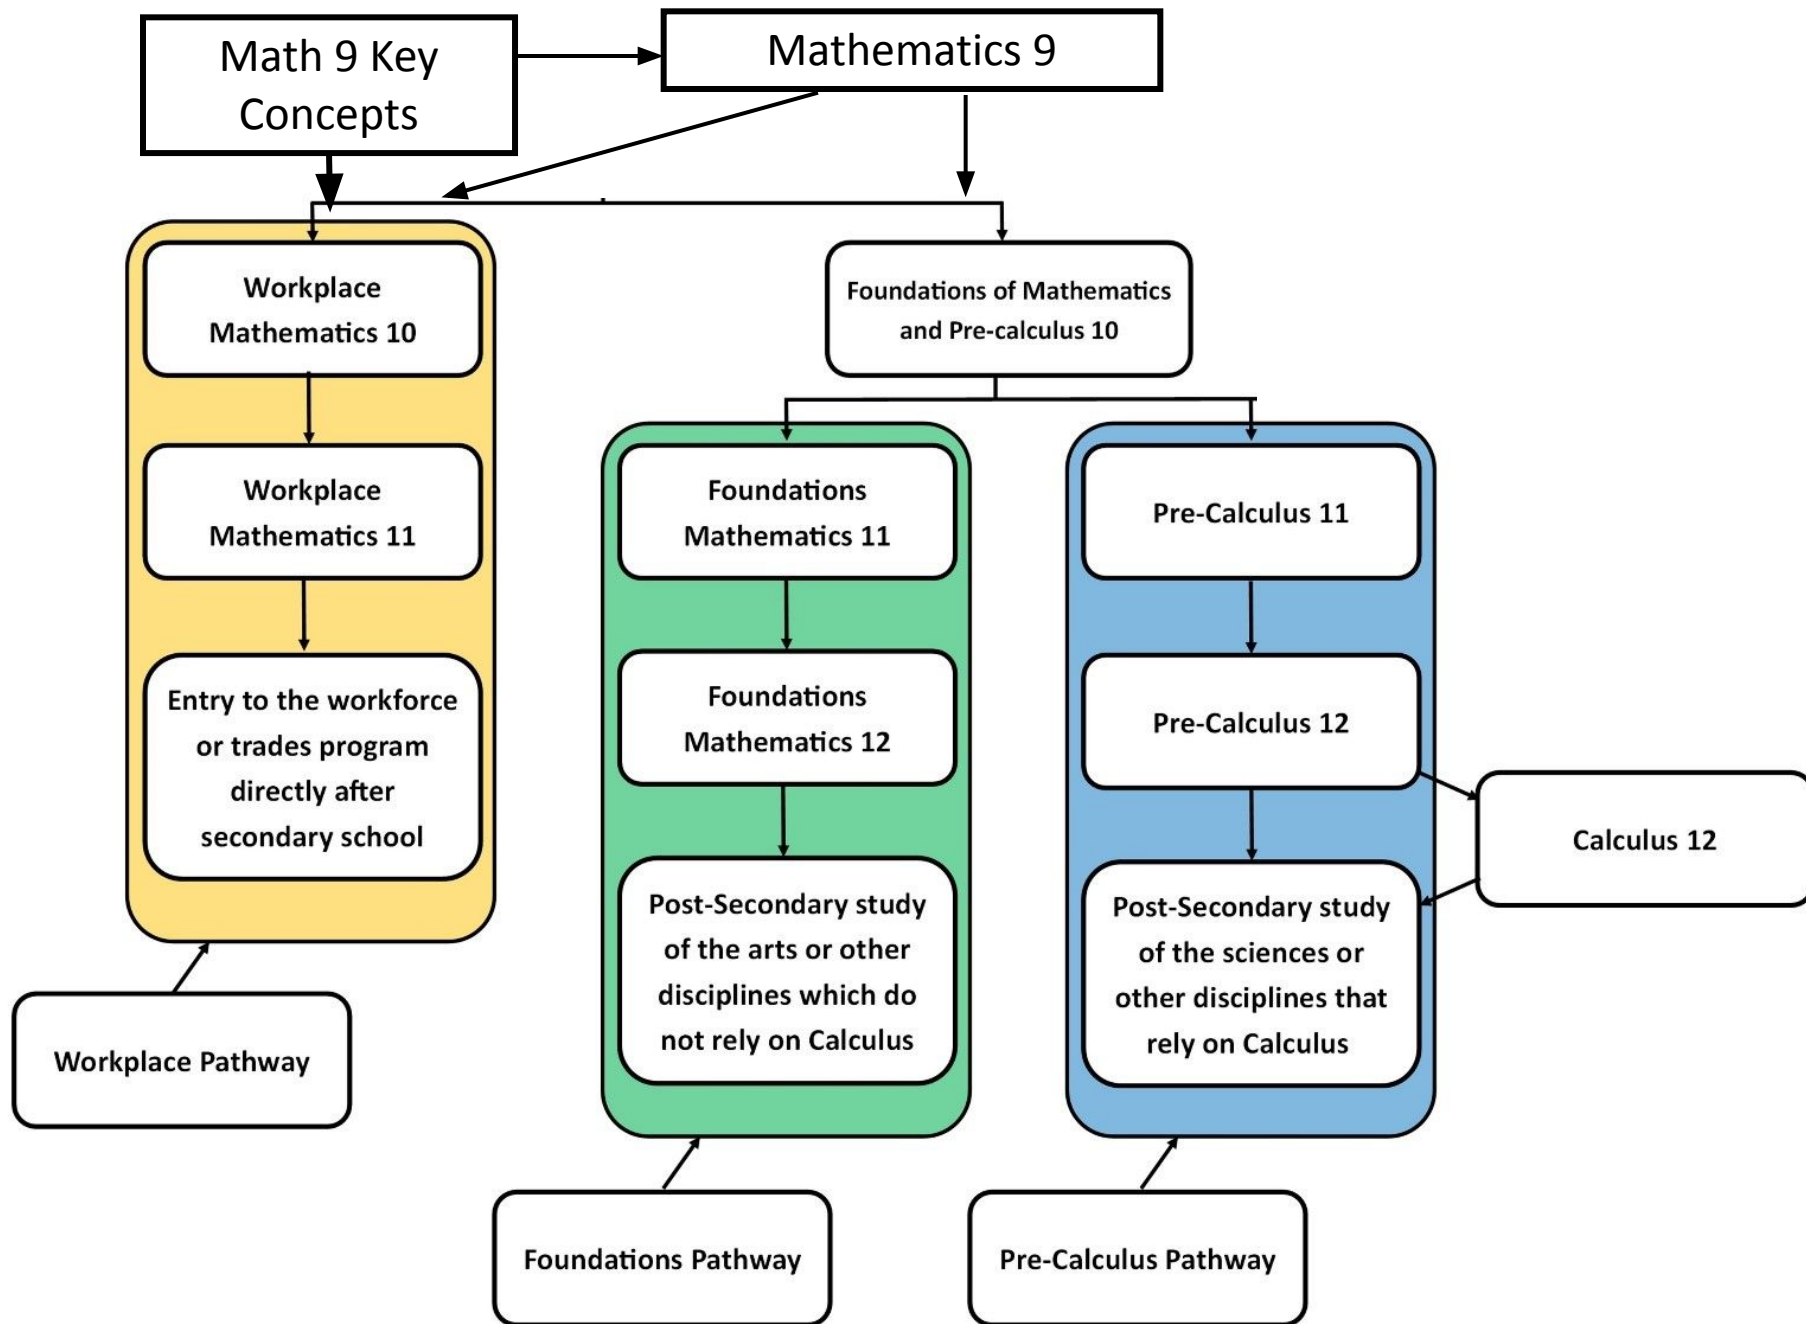 Math 9 Key
Concepts
Mathematics 9
Workplace
Mathematics 10
Foundations of Mathematics
and Pre-calculus 10
Workplace
Mathematics 11
Foundations
Mathematics 11
Pre-Calculus 11
Entry to the workforce
or trades program
directly after
secondary school
Foundations
Mathematics 12
Pre-Calculus 12
Calculus 12
Post-Secondary study
of the arts or other
disciplines which do
not rely on Calculus
Post-Secondary study
of the sciences or
other disciplines that
rely on Calculus
Workplace Pathway
Foundations Pathway
Pre-Calculus Pathway